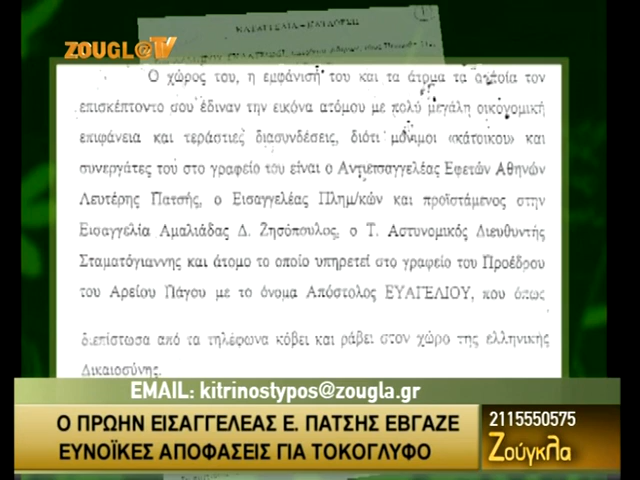 ΚΑΤΑΓΓΕΛΙΑ - ΚΑΤΑΘΕΣΙΣ
1
ZOUGL@TV
Ο χώρος του, η εμφάνισή του και τα άτομα τα οποία τον
επισκέπτοντο σου έδιναν την εικόνα ατόμου με πολύ μεγάλη οικονομική
επιφάνεια και τεράστιες διασυνδέσεις, διότι μόνιμοι «κάτοικοι» και
συνεργάτες του στο γραφείο του είναι ο Αντιεισαγγελέας Εφετών Αθηνών
Λευτέρης Πατσής, ο Εισαγγελέας Πλημ/κών και προϊστάμενος στην
Εισαγγελία Αμαλιάδας Δ. Ζησόπουλος, ο Τ. Αστυνομικός Διευθυντής
Σταματόγιαννης και άτομο το οποίο υπηρετεί στο γραφείο του Προέδρου
του Αρείου Πάγου με το όνομα Απόστολος ΕΥΑΓΕΛΙΟΥ, που όπως
διεπίστωσα από τα τηλέφωνα κόβει και ράβει στον χώρο της ελληνικής
Δικαιοσύνης.
EMAIL: kitrinostypos@zougla.gr
Ο ΠΡΩΗΝ ΕΙΣΑΓΓΕΛΕΑΣ Ε. ΠΑΤΣΗΣ ΕΒΓΑΖΕ
ΕΥΝΟΪΚΕΣ ΑΠΟΦΑΣΕΙΣ ΓΙΑ ΤΟΚΟΓΛΥΦΟ
2115550575
Ζούγκλα